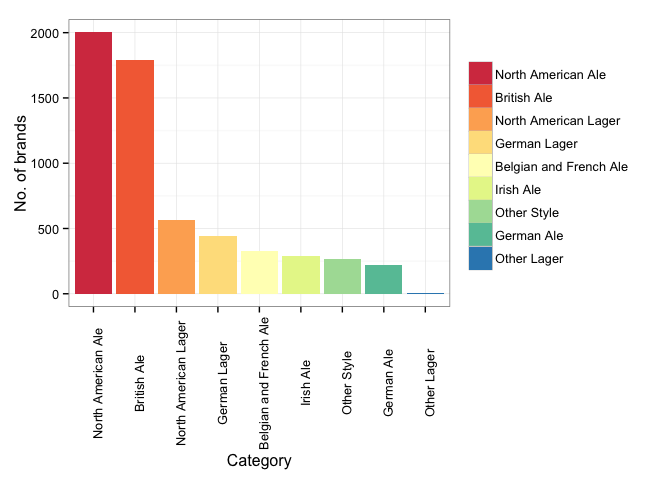 2000
1500
1000
500
0
No. of brands
North American Ale
British Ale
North American Lager
German Lager
Belgian and French Ale
Irish Ale
Other Style
German Ale
Other Lager
Category
North American Ale
British Ale
North American Lager
German Lager
Belgian and French Ale
Irish Ale
Other Style
German Ale
Other Lager